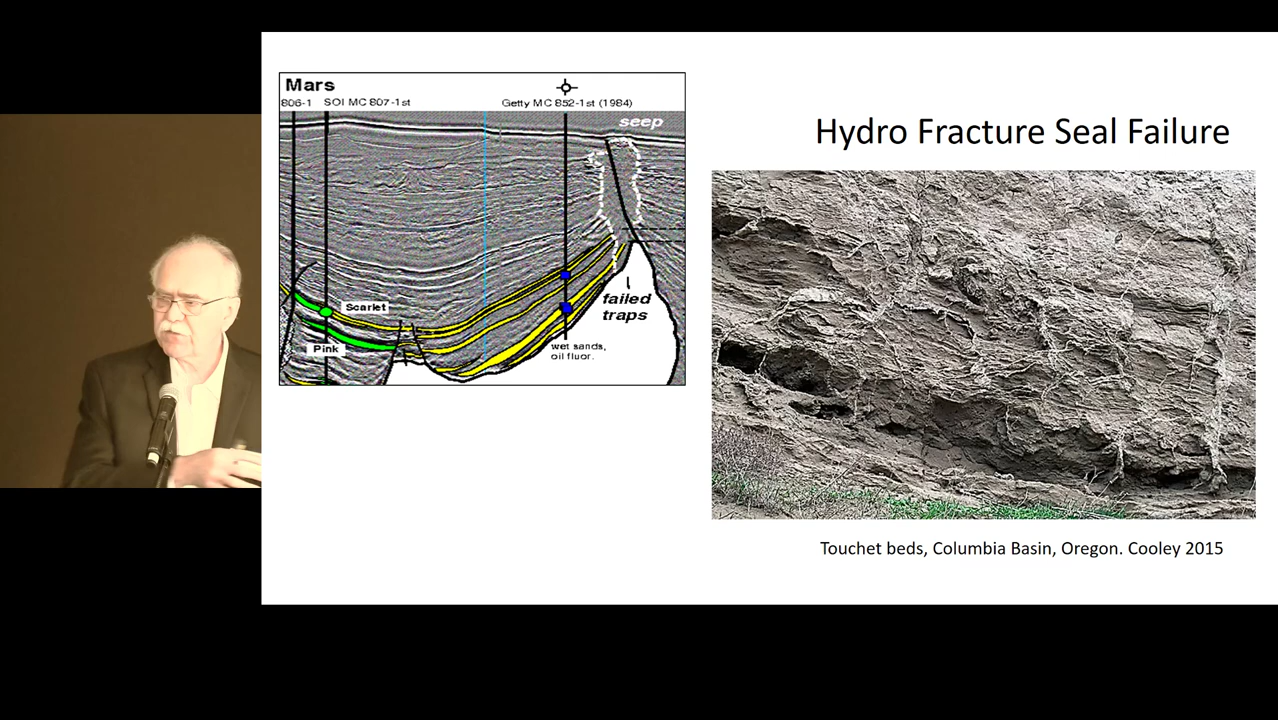 Mars
806-1 SOI MC 807-1st
Getty MC 852-1st (1984)
seep
Hydro Fracture Seal Failure
Scarlet
failed
traps
Pink
wet sands,
oil fluor.
Touchet beds, Columbia Basin, Oregon. Cooley 2015